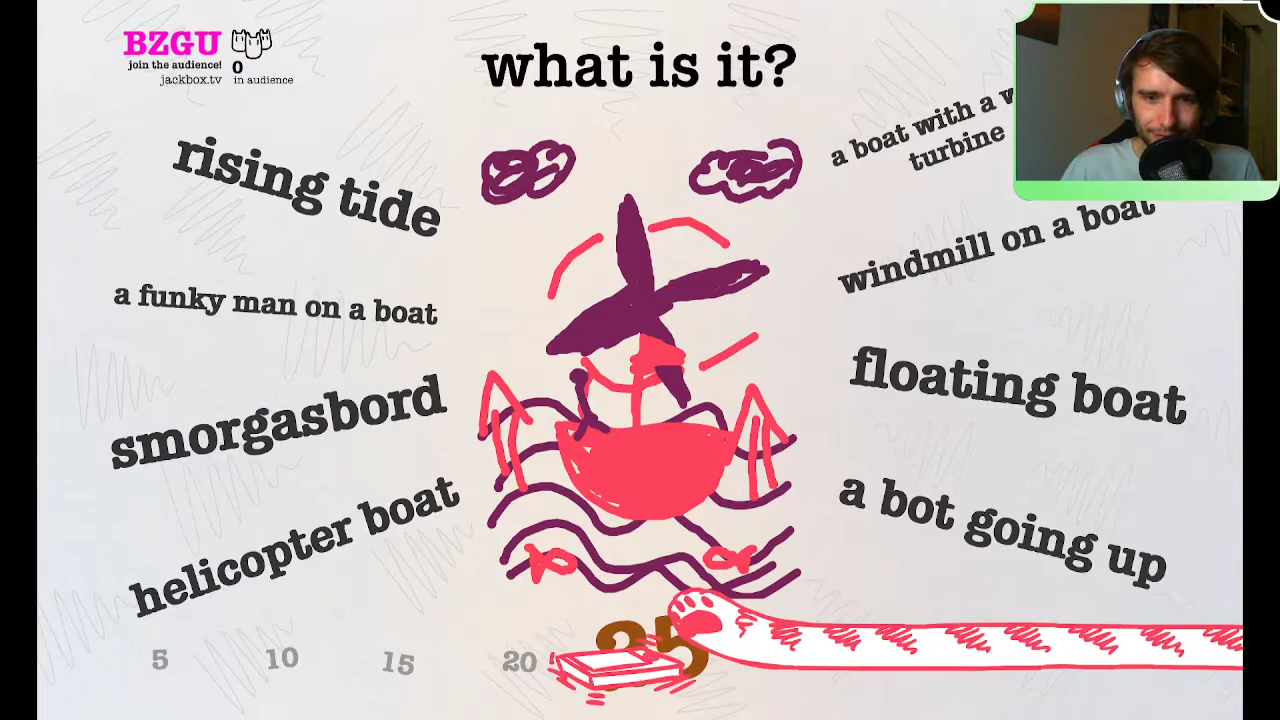 BZGU
join the audience!
jackbox.tv
0
in audience
what is it?
rising tide
a boat with a
turbine
a funky man on a boat
windmill on a boat
smorgasbord
floating boat
helicopter boat
a bot going up
5
10
15
20
25